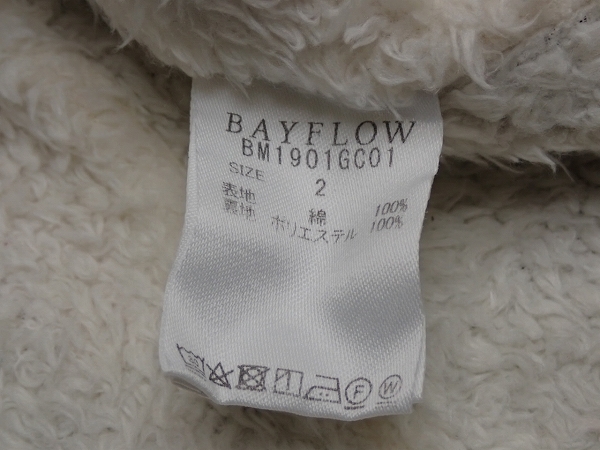 BAYFLOW
BM1901GC01
SIZE 2
表地 綿 100%
裏地 ポリエステル 100%
F W